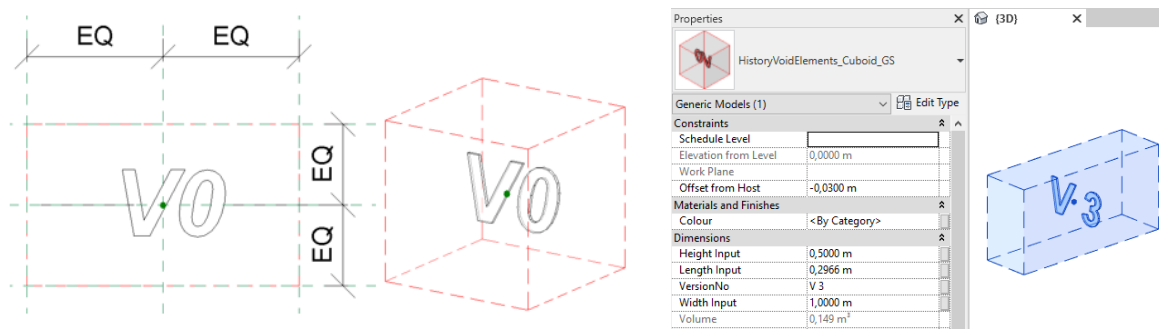 EQ EQ
EQ
EQ
V0
V0
Properties
HistoryVoidElements_Cuboid_GS
Generic Models (1)
Edit Type
Constraints
Schedule Level
Elevation from Level 0,0000 m
Work Plane
Offset from Host -0,0300 m
Materials and Finishes
Colour <By Category>
Dimensions
Height Input 0,5000 m
Length Input 0,2966 m
VersionNo V 3
Width Input 1,0000 m
Volume 0,149 m³
{3D}
V 3